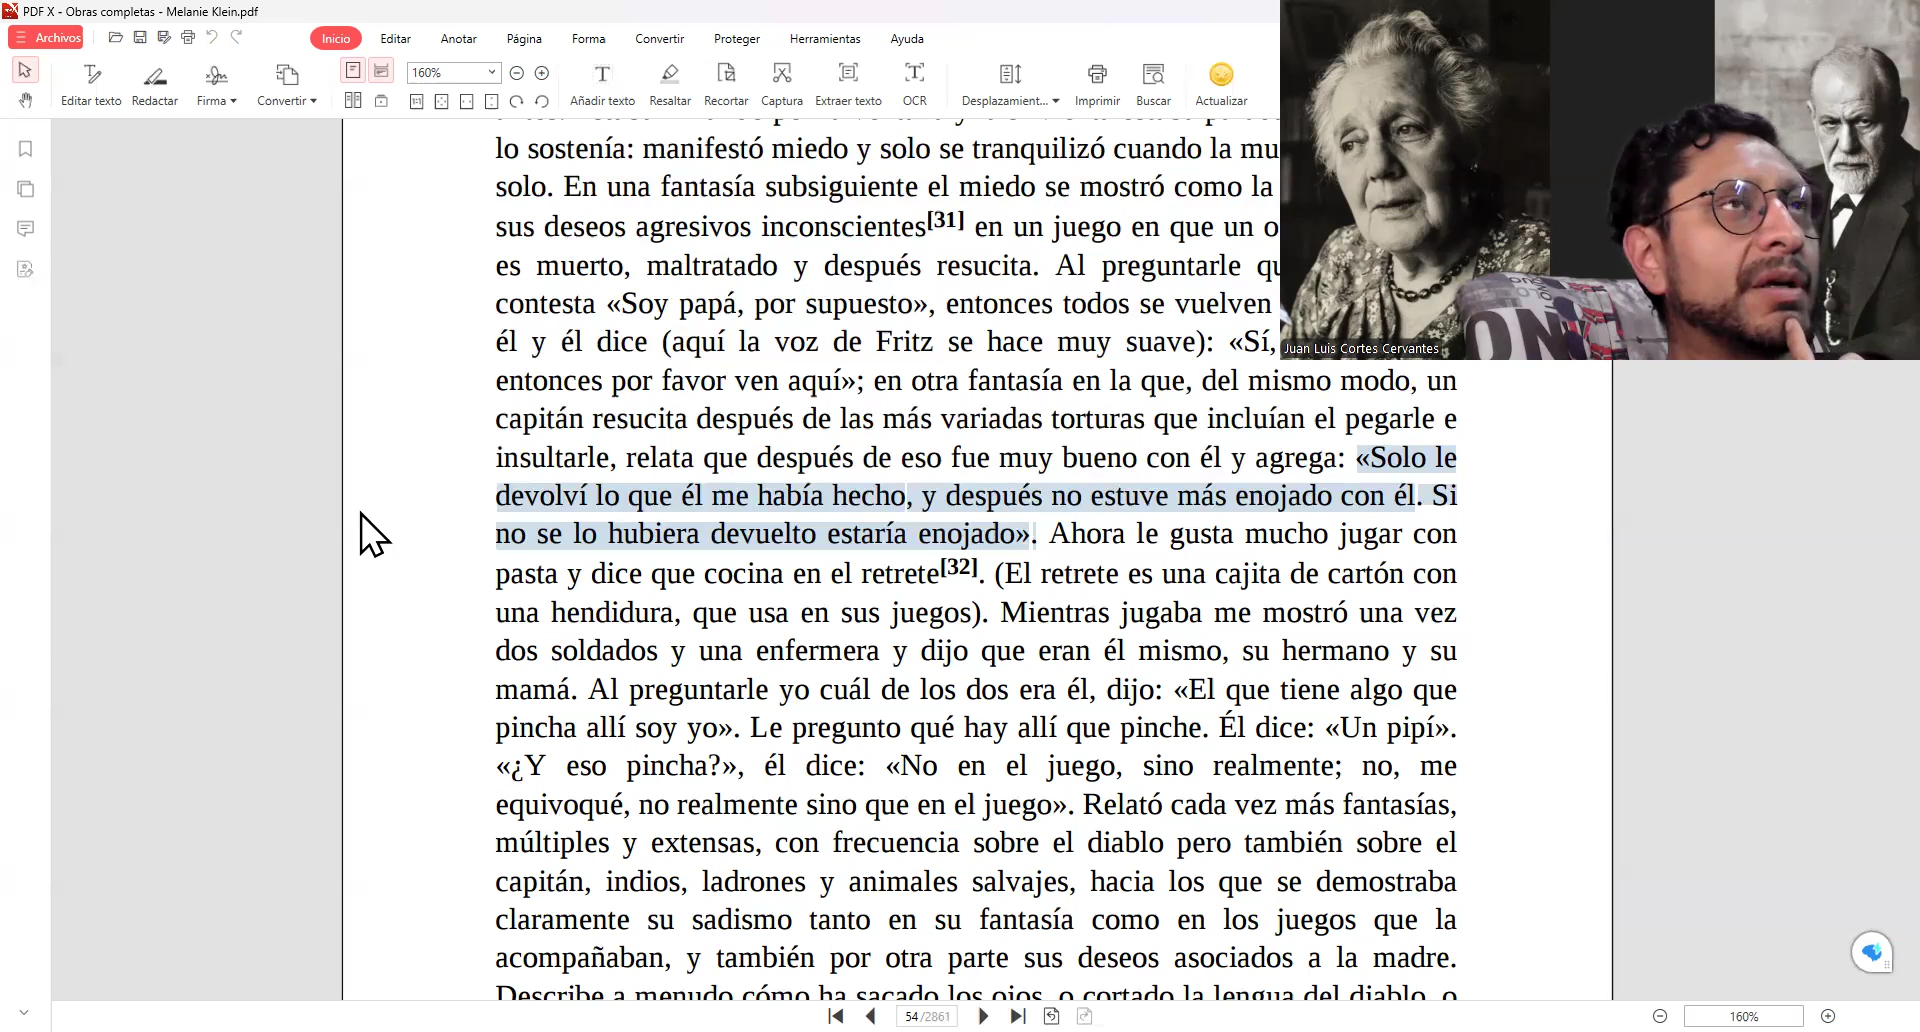 PDF X - Obras completas - Melanie Klein.pdf
Archivos
Inicio
Editar
Anotar
Página
Forma
Convertir
Proteger
Herramientas
Ayuda
160%
Editar texto
Redactar
Firma
Convertir
Añadir texto
Resaltar
Recortar
Captura
Extraer texto
OCR
Desplazamient...
Imprimir
Buscar
Actualizar
lo sostenía: manifestó miedo y solo se tranquilizó cuando la mu
solo. En una fantasía subsiguiente el miedo se mostró como la
sus deseos agresivos inconscientes[31] en un juego en que un o
es muerto, maltratado y después resucita. Al preguntarle qu
contesta «Soy papá, por supuesto», entonces todos se vuelven
él y él dice (aquí la voz de Fritz se hace muy suave): «Sí,
entonces por favor ven aquí»; en otra fantasía en la que, del mismo modo, un
capitán resucita después de las más variadas torturas que incluían el pegarle e
insultarle, relata que después de eso fue muy bueno con él y agrega: «Solo le
devolví lo que él me había hecho, y después no estuve más enojado con él. Si
no se lo hubiera devuelto estaría enojado». Ahora le gusta mucho jugar con
pasta y dice que cocina en el retrete[32]. (El retrete es una cajita de cartón con
una hendidura, que usa en sus juegos). Mientras jugaba me mostró una vez
dos soldados y una enfermera y dijo que eran él mismo, su hermano y su
mamá. Al preguntarle yo cuál de los dos era él, dijo: «El que tiene algo que
pincha allí soy yo». Le pregunto qué hay allí que pinche. Él dice: «Un pipí».
«¿Y eso pincha?», él dice: «No en el juego, sino realmente; no, me
equivoqué, no realmente sino que en el juego». Relató cada vez más fantasías,
múltiples y extensas, con frecuencia sobre el diablo pero también sobre el
capitán, indios, ladrones y animales salvajes, hacia los que se demostraba
claramente su sadismo tanto en su fantasía como en los juegos que la
acompañaban, y también por otra parte sus deseos asociados a la madre.
Describe a menudo cómo ha sacado los ojos, o cortado la lengua del diablo, o
Juan Luis Cortes Cervantes
54/2861
160%